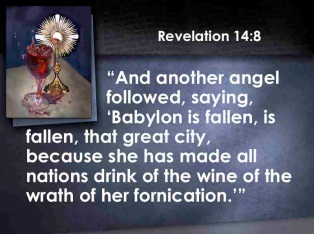 Revelation 14:8
“And another angel
followed, saying,
‘Babylon is fallen, is
fallen, that great city,
because she has made all
nations drink of the wine of the
wrath of her fornication.’”